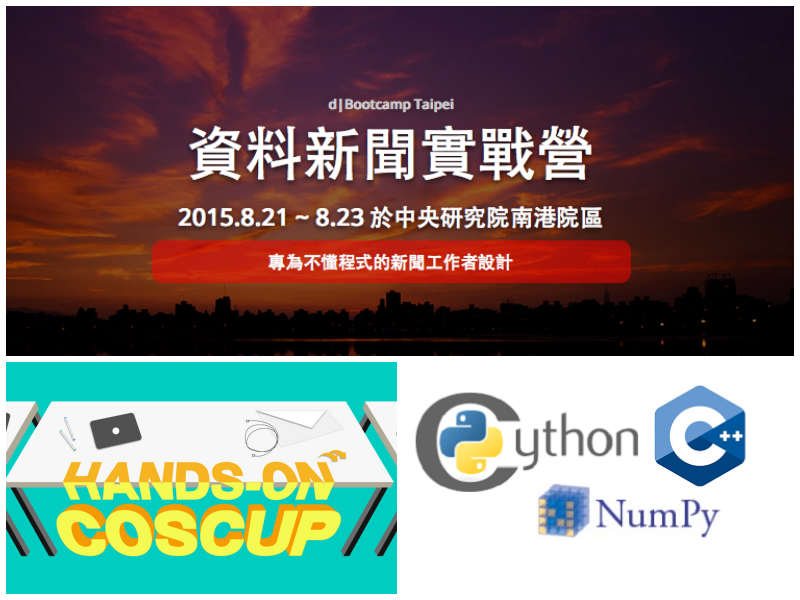 d|Bootcamp Taipei
資料新聞實戰營
2015.8.21 ~ 8.23 於中央研究院南港院區
專為不懂程式的新聞工作者設計
HANDS-ON
COSCUP
Cython
C++
NumPy